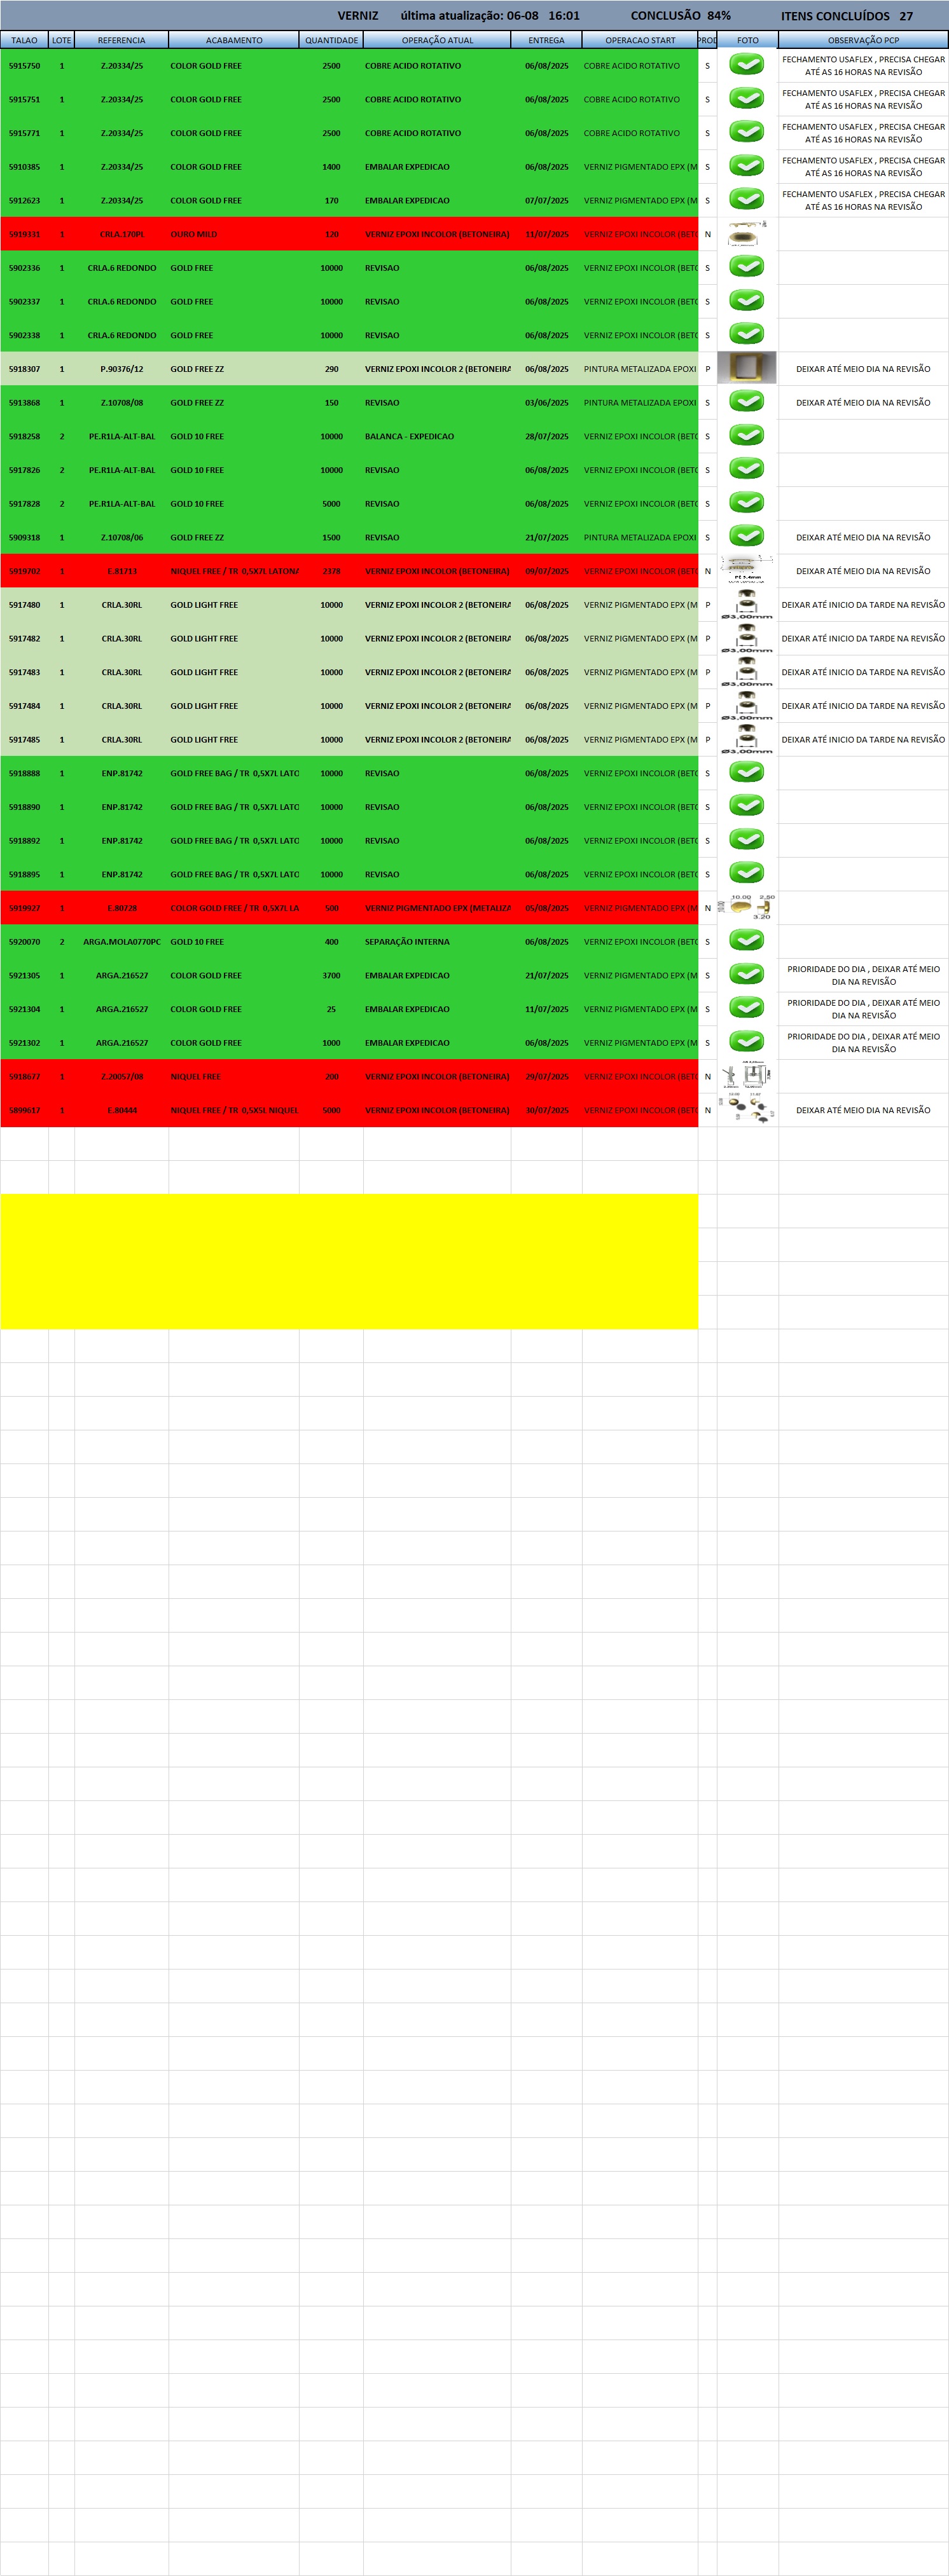 VERNIZ última atualização: 06-08 16:01 CONCLUSÃO 84% ITENS CONCLUÍDOS 27
TALAO LOTE REFERENCIA ACABAMENTO QUANTIDADE OPERAÇÃO ATUAL ENTREGA OPERACAO START PROD FOTO OBSERVAÇÃO PCP
5915750 1 Z.20334/25 COLOR GOLD FREE 2500 COBRE ACIDO ROTATIVO 06/08/2025 COBRE ACIDO ROTATIVO S FECHAMENTO USAFLEX , PRECISA CHEGAR
ATÉ AS 16 HORAS NA REVISÃO
5915751 1 Z.20334/25 COLOR GOLD FREE 2500 COBRE ACIDO ROTATIVO 06/08/2025 COBRE ACIDO ROTATIVO S FECHAMENTO USAFLEX , PRECISA CHEGAR
ATÉ AS 16 HORAS NA REVISÃO
5915771 1 Z.20334/25 COLOR GOLD FREE 2500 COBRE ACIDO ROTATIVO 06/08/2025 COBRE ACIDO ROTATIVO S FECHAMENTO USAFLEX , PRECISA CHEGAR
ATÉ AS 16 HORAS NA REVISÃO
5910385 1 Z.20334/25 COLOR GOLD FREE 1400 EMBALAR EXPEDICAO 06/08/2025 VERNIZ PIGMENTADO EPX (M S FECHAMENTO USAFLEX , PRECISA CHEGAR
ATÉ AS 16 HORAS NA REVISÃO
5912623 1 Z.20334/25 COLOR GOLD FREE 170 EMBALAR EXPEDICAO 07/07/2025 VERNIZ PIGMENTADO EPX (M S FECHAMENTO USAFLEX , PRECISA CHEGAR
ATÉ AS 16 HORAS NA REVISÃO
5919331 1 CRLA.170PL OURO MILD 120 VERNIZ EPOXI INCOLOR (BETONEIRA) 11/07/2025 VERNIZ EPOXI INCOLOR (BETO N
5902336 1 CRLA.6 REDONDO GOLD FREE 10000 REVISAO 06/08/2025 VERNIZ EPOXI INCOLOR (BETO S
5902337 1 CRLA.6 REDONDO GOLD FREE 10000 REVISAO 06/08/2025 VERNIZ EPOXI INCOLOR (BETO S
5902338 1 CRLA.6 REDONDO GOLD FREE 10000 REVISAO 06/08/2025 VERNIZ EPOXI INCOLOR (BETO S
5918307 1 P.90376/12 GOLD FREE ZZ 290 VERNIZ EPOXI INCOLOR 2 (BETONEIRA 06/08/2025 PINTURA METALIZADA EPOXI P DEIXAR ATÉ MEIO DIA NA REVISÃO
5913868 1 Z.10708/08 GOLD FREE ZZ 150 REVISAO 03/06/2025 PINTURA METALIZADA EPOXI S DEIXAR ATÉ MEIO DIA NA REVISÃO
5918258 2 PE.R1LA-ALT-BAL GOLD 10 FREE 10000 BALANCA - EXPEDICAO 28/07/2025 VERNIZ EPOXI INCOLOR (BETO S
5917826 2 PE.R1LA-ALT-BAL GOLD 10 FREE 10000 REVISAO 06/08/2025 VERNIZ EPOXI INCOLOR (BETO S
5917828 2 PE.R1LA-ALT-BAL GOLD 10 FREE 5000 REVISAO 06/08/2025 VERNIZ EPOXI INCOLOR (BETO S
5909318 1 Z.10708/06 GOLD FREE ZZ 1500 REVISAO 21/07/2025 PINTURA METALIZADA EPOXI S DEIXAR ATÉ MEIO DIA NA REVISÃO
5919702 1 E.81713 NIQUEL FREE / TR 0,5X7L LATONA 2378 VERNIZ EPOXI INCOLOR (BETONEIRA) 09/07/2025 VERNIZ EPOXI INCOLOR (BETO N DEIXAR ATÉ MEIO DIA NA REVISÃO
5917480 1 CRLA.30RL GOLD LIGHT FREE 10000 VERNIZ EPOXI INCOLOR 2 (BETONEIRA 06/08/2025 VERNIZ PIGMENTADO EPX (M P Ø3,00mm DEIXAR ATÉ INICIO DA TARDE NA REVISÃO
5917482 1 CRLA.30RL GOLD LIGHT FREE 10000 VERNIZ EPOXI INCOLOR 2 (BETONEIRA 06/08/2025 VERNIZ PIGMENTADO EPX (M P Ø3,00mm DEIXAR ATÉ INICIO DA TARDE NA REVISÃO
5917483 1 CRLA.30RL GOLD LIGHT FREE 10000 VERNIZ EPOXI INCOLOR 2 (BETONEIRA 06/08/2025 VERNIZ PIGMENTADO EPX (M P Ø3,00mm DEIXAR ATÉ INICIO DA TARDE NA REVISÃO
5917484 1 CRLA.30RL GOLD LIGHT FREE 10000 VERNIZ EPOXI INCOLOR 2 (BETONEIRA 06/08/2025 VERNIZ PIGMENTADO EPX (M P Ø3,00mm DEIXAR ATÉ INICIO DA TARDE NA REVISÃO
5917485 1 CRLA.30RL GOLD LIGHT FREE 10000 VERNIZ EPOXI INCOLOR 2 (BETONEIRA 06/08/2025 VERNIZ PIGMENTADO EPX (M P Ø3,00mm DEIXAR ATÉ INICIO DA TARDE NA REVISÃO
5918888 1 ENP.81742 GOLD FREE BAG / TR 0,5X7L LATO 10000 REVISAO 06/08/2025 VERNIZ EPOXI INCOLOR (BETO S
5918890 1 ENP.81742 GOLD FREE BAG / TR 0,5X7L LATO 10000 REVISAO 06/08/2025 VERNIZ EPOXI INCOLOR (BETO S
5918892 1 ENP.81742 GOLD FREE BAG / TR 0,5X7L LATO 10000 REVISAO 06/08/2025 VERNIZ EPOXI INCOLOR (BETO S
5918895 1 ENP.81742 GOLD FREE BAG / TR 0,5X7L LATO 10000 REVISAO 06/08/2025 VERNIZ EPOXI INCOLOR (BETO S
5919927 1 E.80728 COLOR GOLD FREE / TR 0,5X7L LA 500 VERNIZ PIGMENTADO EPX (METALIZA 05/08/2025 VERNIZ PIGMENTADO EPX (M N 10,00 2,50 3.20
5920070 2 ARGA.MOLA0770PC GOLD 10 FREE 400 SEPARAÇÃO INTERNA 06/08/2025 VERNIZ EPOXI INCOLOR (BETO S
5921305 1 ARGA.216527 COLOR GOLD FREE 3700 EMBALAR EXPEDICAO 21/07/2025 VERNIZ PIGMENTADO EPX (M S PRIORIDADE DO DIA , DEIXAR ATÉ MEIO
DIA NA REVISÃO
5921304 1 ARGA.216527 COLOR GOLD FREE 25 EMBALAR EXPEDICAO 11/07/2025 VERNIZ PIGMENTADO EPX (M S PRIORIDADE DO DIA , DEIXAR ATÉ MEIO
DIA NA REVISÃO
5921302 1 ARGA.216527 COLOR GOLD FREE 1000 EMBALAR EXPEDICAO 06/08/2025 VERNIZ PIGMENTADO EPX (M S PRIORIDADE DO DIA , DEIXAR ATÉ MEIO
DIA NA REVISÃO
5918677 1 Z.20057/08 NIQUEL FREE 200 VERNIZ EPOXI INCOLOR (BETONEIRA) 29/07/2025 VERNIZ EPOXI INCOLOR (BETO N
5899617 1 E.80444 NIQUEL FREE / TR 0,5X5L NIQUEL 5000 VERNIZ EPOXI INCOLOR (BETONEIRA) 30/07/2025 VERNIZ EPOXI INCOLOR (BETO N DEIXAR ATÉ MEIO DIA NA REVISÃO